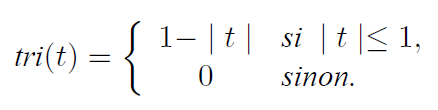 tri(t) = { 1− | t | si | t |≤ 1,
0 sinon.